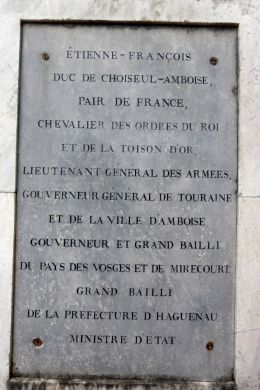 ÉTIENNE-FRANÇOIS
DUC DE CHOISEUL-AMBOISE,
PAIR DE FRANCE,
CHEVALIER DES ORDRES DU ROI
ET DE LA TOISON D'OR,
LIEUTENANT GÉNÉRAL DES ARMÉES,
GOUVERNEUR GÉNÉRAL DE TOURAINE
ET DE LA VILLE D'AMBOISE
GOUVERNEUR ET GRAND BAILLI
DU PAYS DES VOSGES ET DE MIRECOURT
GRAND BAILLI
DE LA PRÉFECTURE D'HAGUENAU
MINISTRE D'ÉTAT.